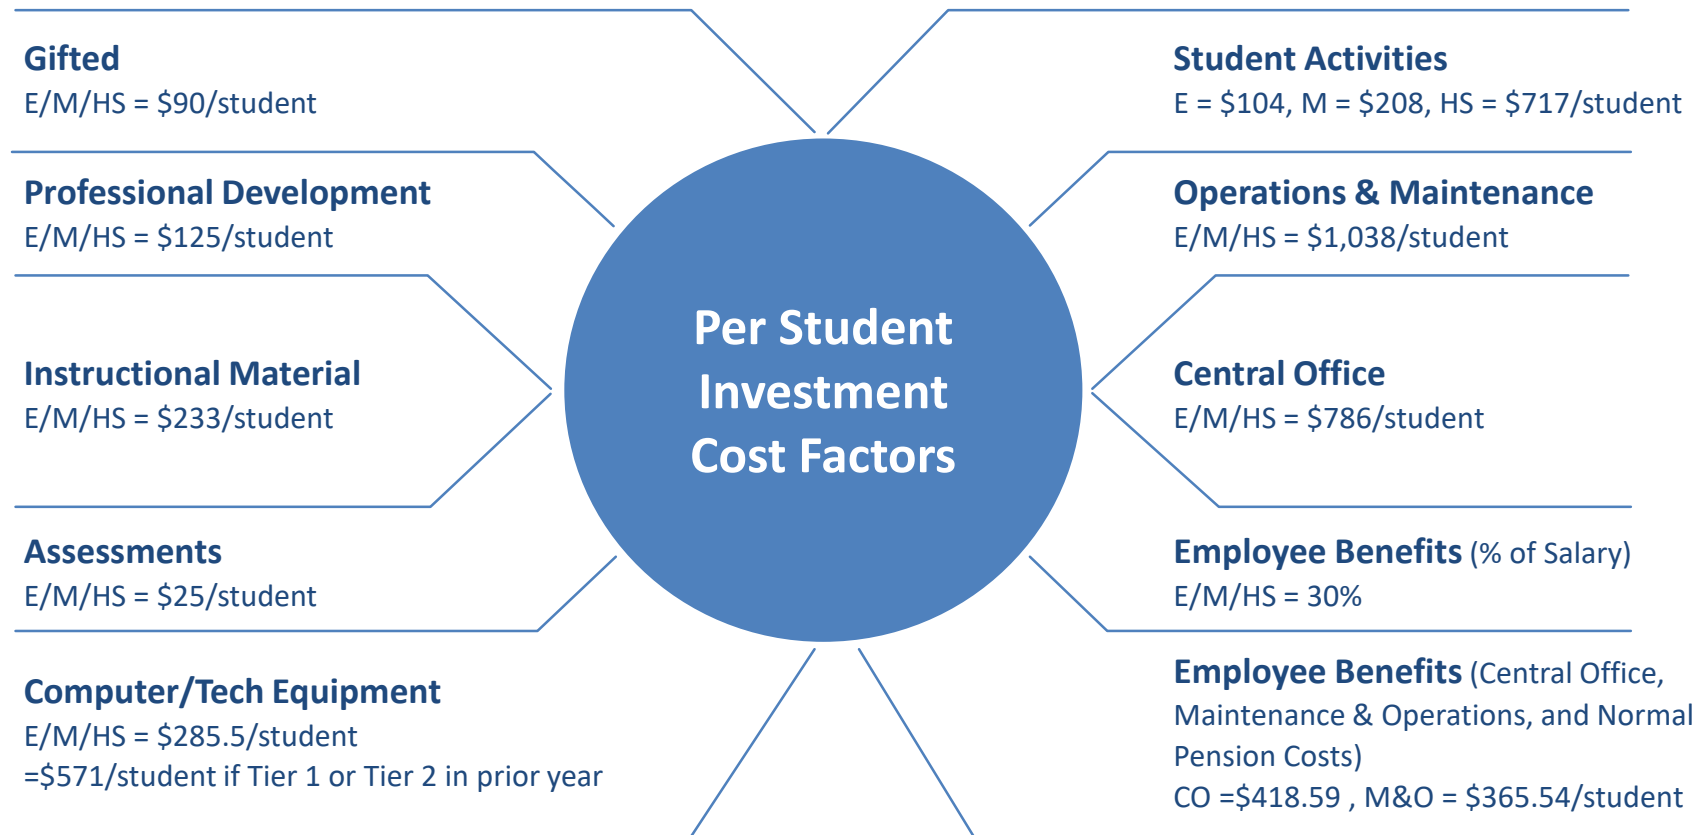 Gifted
E/M/HS = $90/student
Professional Development
E/M/HS = $125/student
Instructional Material
E/M/HS = $233/student
Assessments
E/M/HS = $25/student
Computer/Tech Equipment
E/M/HS = $285.5/student
=$571/student if Tier 1 or Tier 2 in prior year
Per Student
Investment
Cost Factors
Student Activities
E = $104, M = $208, HS = $717/student
Operations & Maintenance
E/M/HS = $1,038/student
Central Office
E/M/HS = $786/student
Employee Benefits (% of Salary)
E/M/HS = 30%
Employee Benefits (Central Office,
Maintenance & Operations, and Normal
Pension Costs)
CO =$418.59 , M&O = $365.54/student